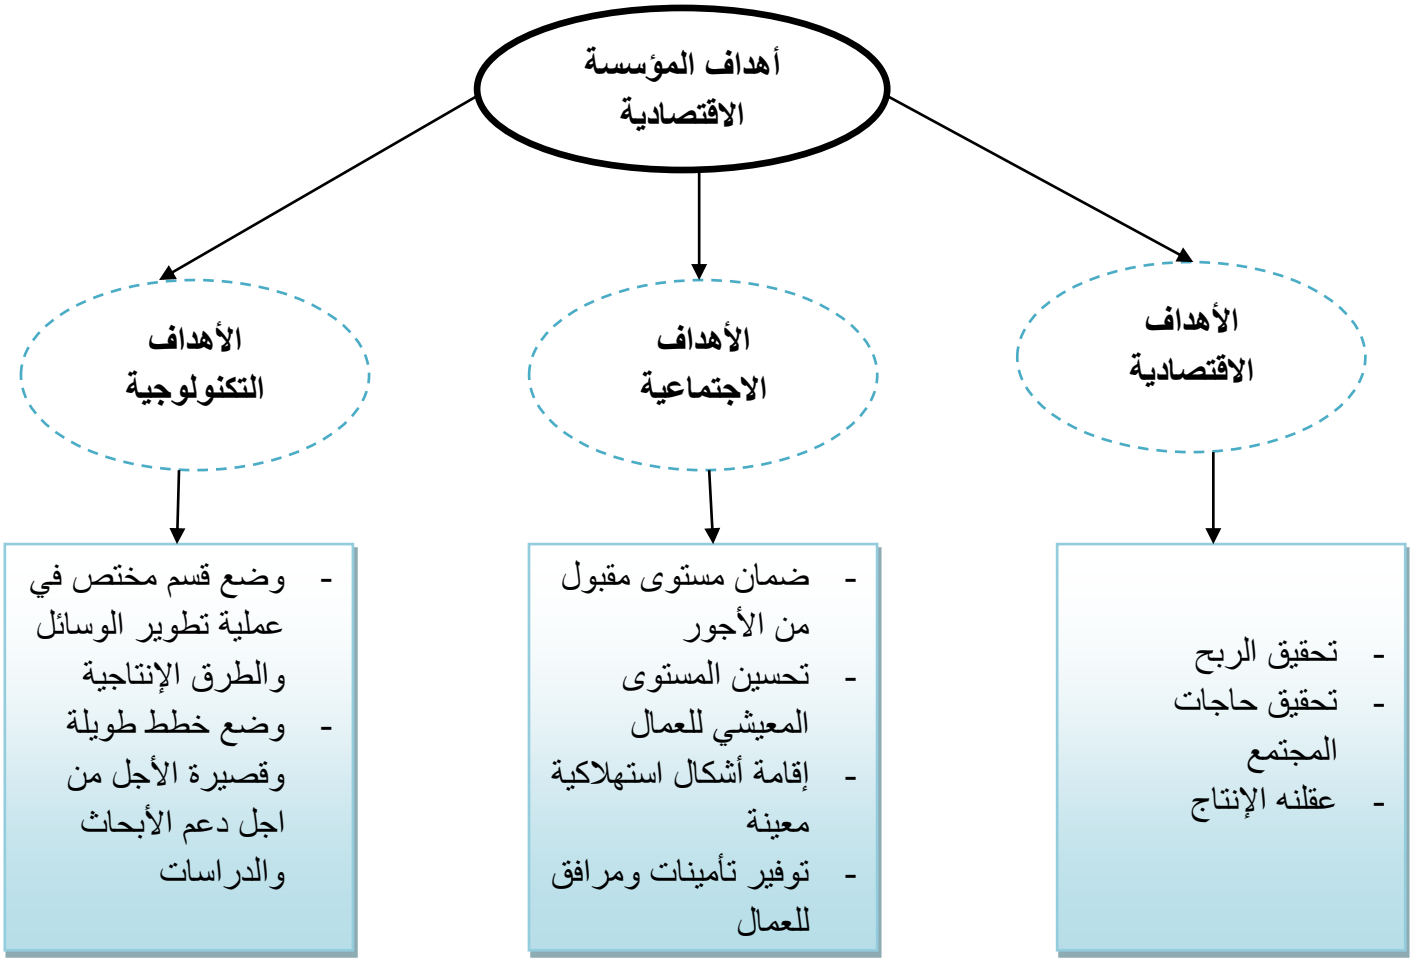 أهداف المؤسسة
الاقتصادية
الأهداف
الاقتصادية
الأهداف
الاجتماعية
الأهداف
التكنولوجية
- تحقيق الربح
- تحقيق حاجات
المجتمع
- عقلنه الإنتاج
- ضمان مستوى مقبول
من الأجور
- تحسين المستوى
المعيشي للعمال
- إقامة أشكال استهلاكية
معينة
- توفير تأمينات ومرافق
للعمال
- وضع قسم مختص في
عملية تطوير الوسائل
والطرق الإنتاجية
- وضع خطط طويلة
وقصيرة الأجل من
اجل دعم الأبحاث
والدراسات